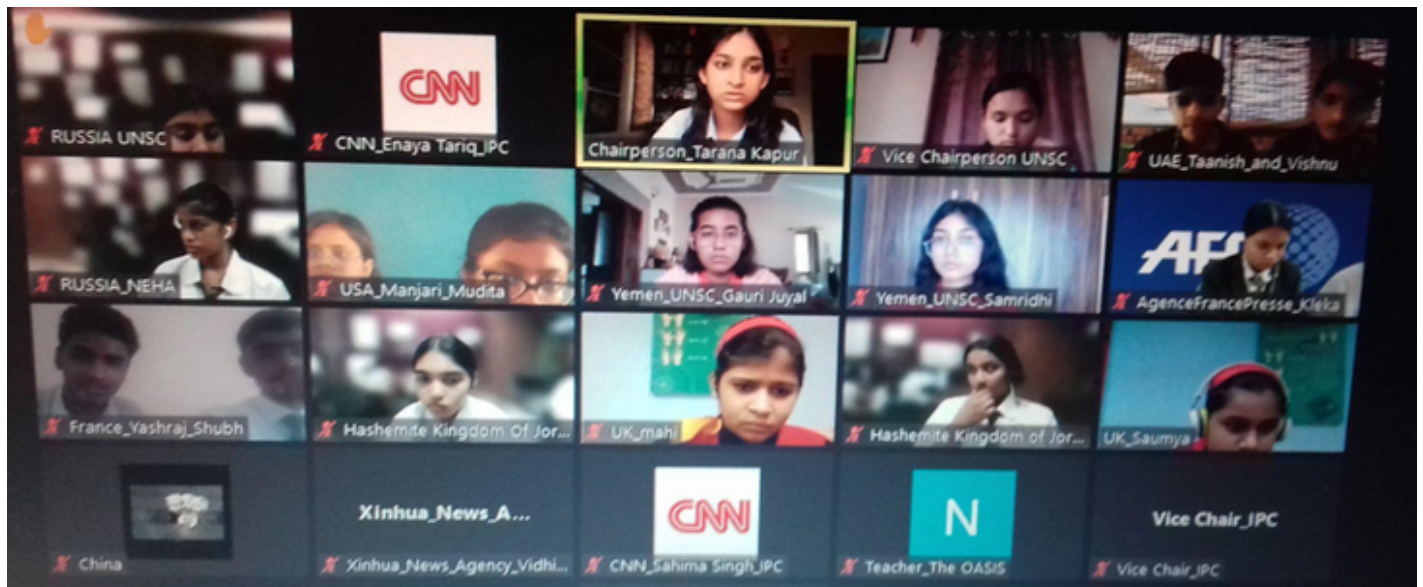 RUSSIA UNSC
CNN
CNN_Enaya Tariq_IPC
Chairperson_Tarana Kapur
Vice Chairperson UNSC
UAE_Taanish_and_Vishnu
RUSSIA_NEHA
USA_Manjari_Mudita
Yemen_UNSC_Gauri Juyal
Yemen_UNSC_Samridhi
AF
AgenceFrancePresse_Kleka
France_Yashraj_Shubh
Hashemite Kingdom Of Jor...
UK_mahi
Hashemite Kingdom of Jor...
UK_Saumya
China
Xinhua_News_A...
Xinhua_News_Agency_Vidhi...
CNN
CNN_Sahima Singh_IPC
N
Teacher_The OASIS
Vice Chair_IPC
Vice Chair_IPC